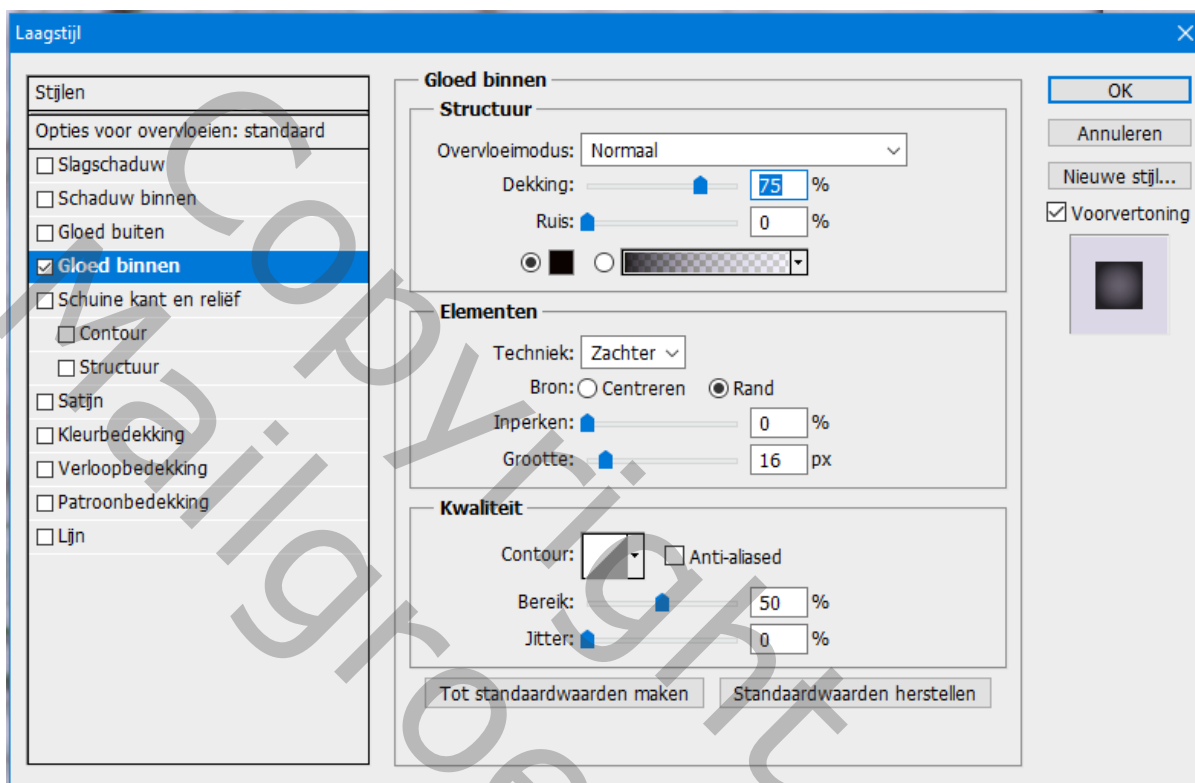 Laagstijl
Stijlen
Opties voor overvloeien: standaard
Slagschaduw
Schaduw binnen
Gloed buiten
Gloed binnen
Schuine kant en reliëf
Contour
Structuur
Satijn
Kleurbedekking
Verloopbedekking
Patroonbedekking
Lijn
Gloed binnen
Structuur
Overvloeimodus: Normaal
Dekking: 75 %
Ruis: 0 %
Elementen
Techniek: Zachter
Bron: Centreren Rand
Inperken: 0 %
Grootte: 16 px
Kwaliteit
Contour: Anti-aliased
Bereik: 50 %
Jitter: 0 %
Tot standaardwaarden maken Standaardwaarden herstellen
OK
Annuleren
Nieuwe stijl...
Voorvertoning
Copyright